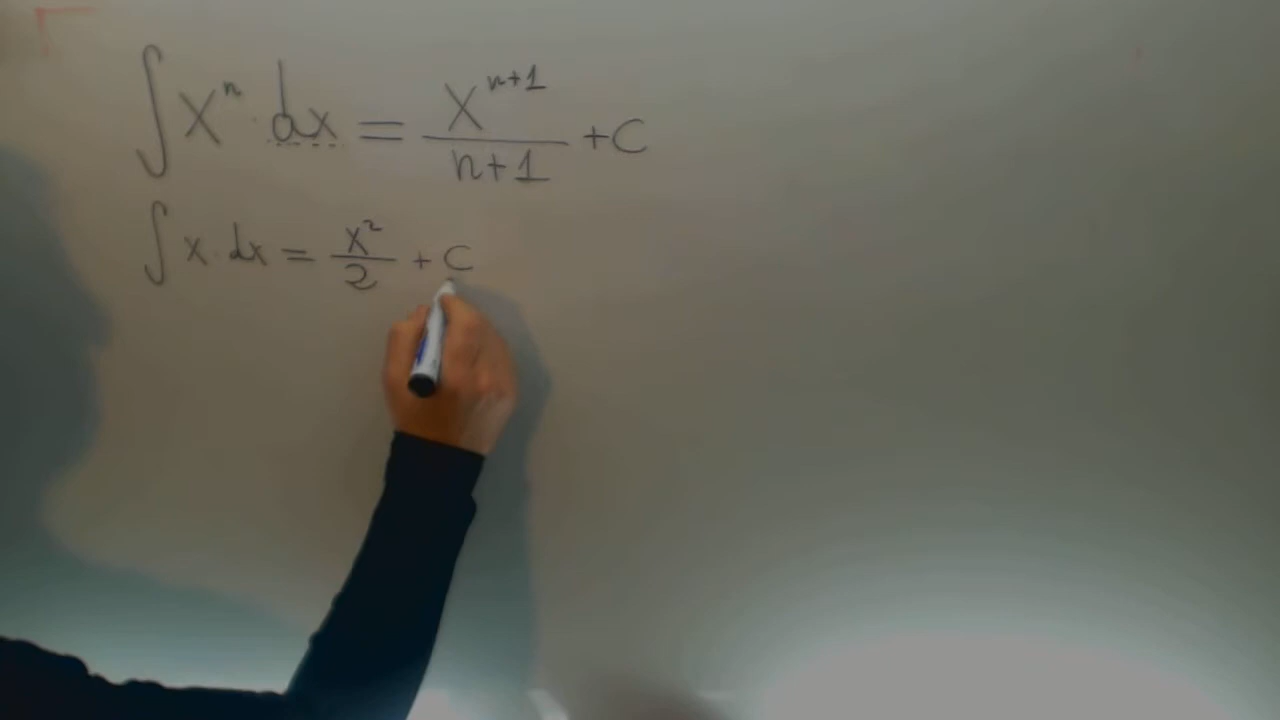 ∫ xⁿ · dx = xⁿ⁺¹/n+1 + C
∫ x · dx = x²/2 + C